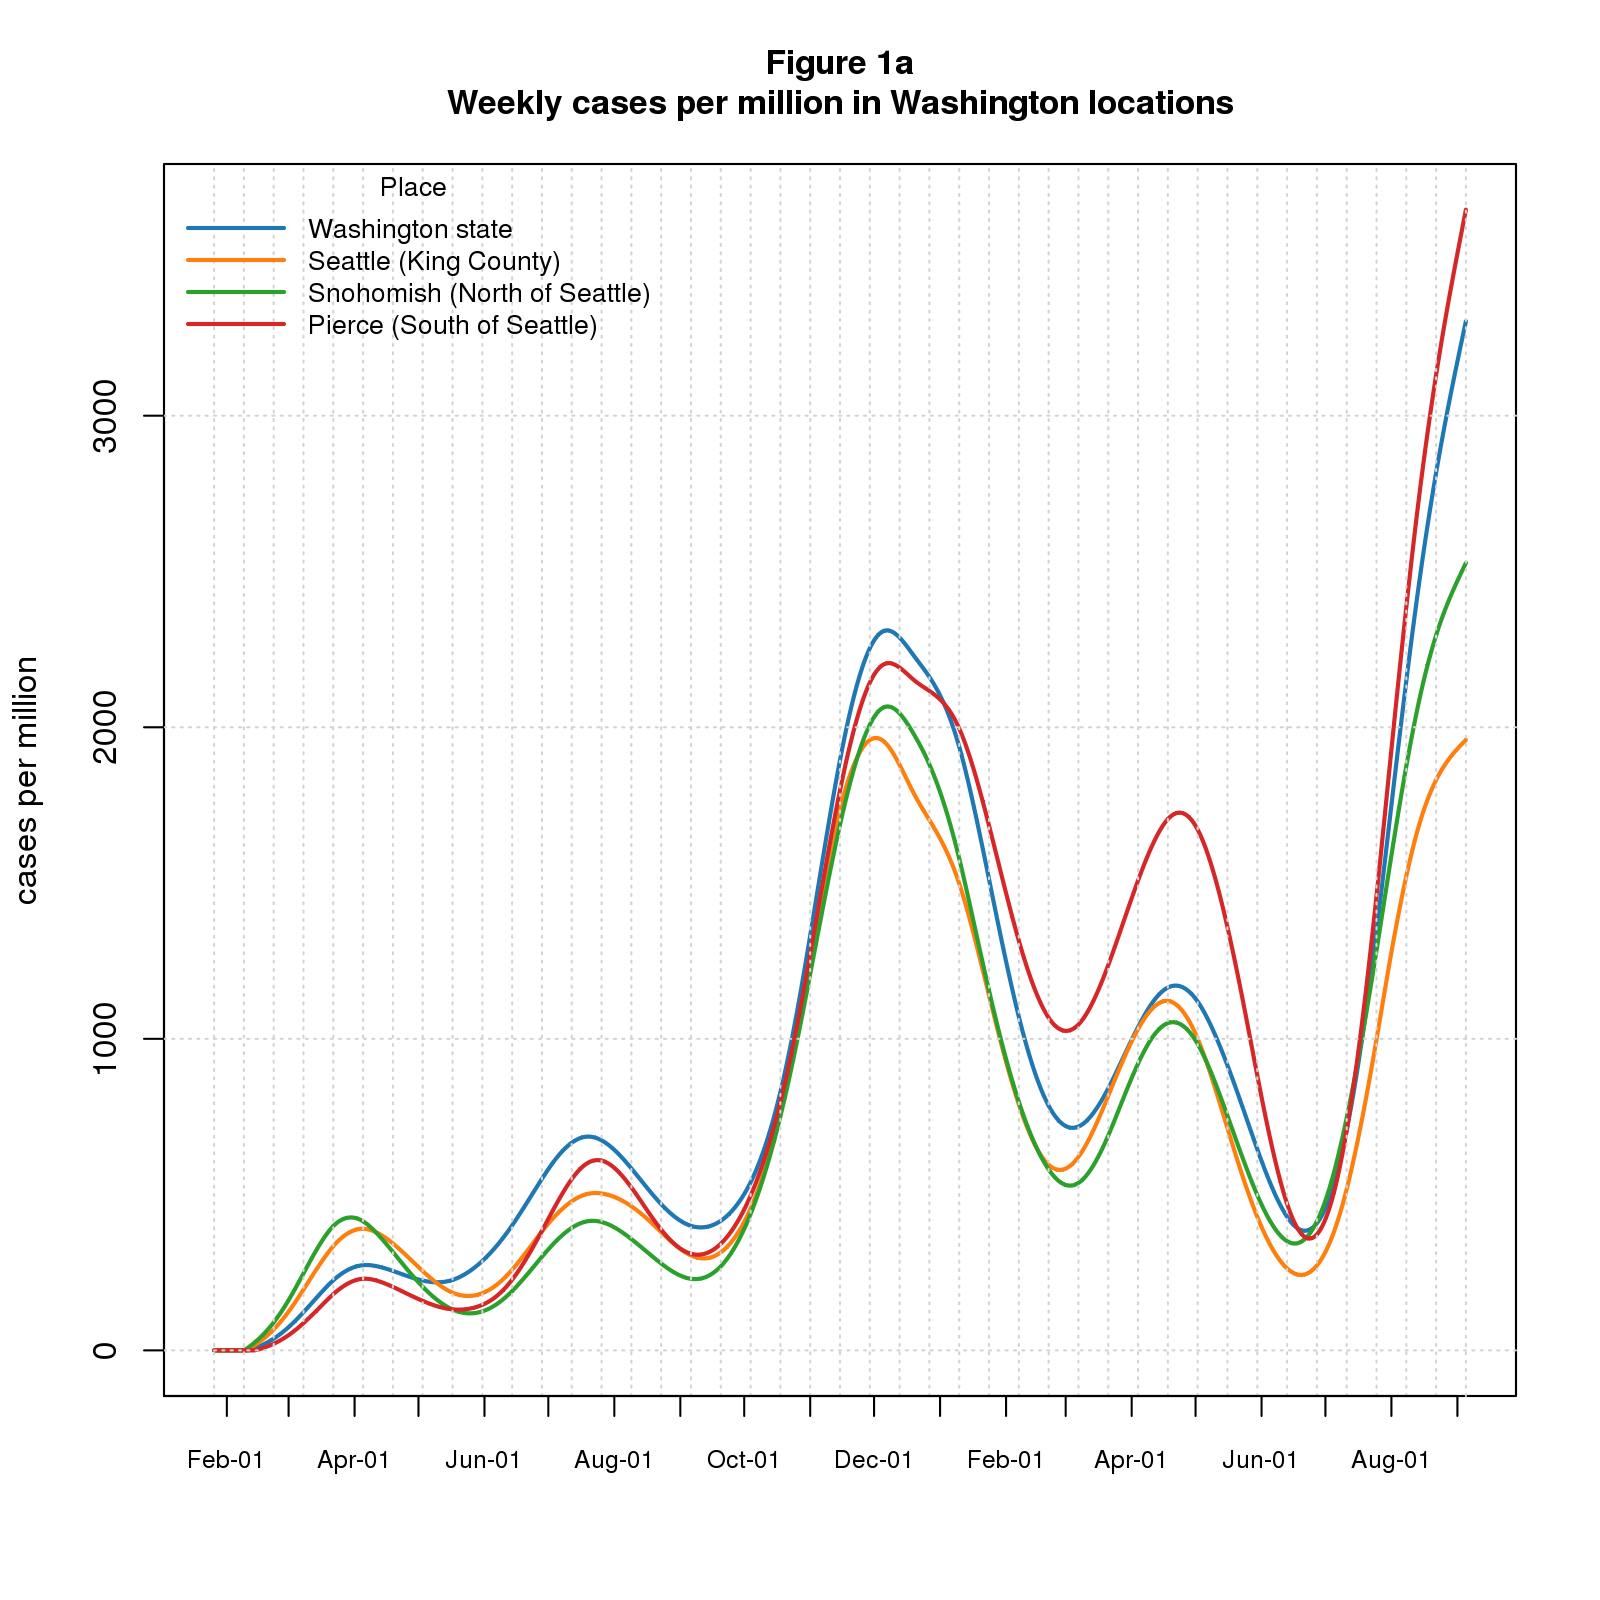 Figure 1a
Weekly cases per million in Washington locations
Place
Washington state
Seattle (King County)
Snohomish (North of Seattle)
Pierce (South of Seattle)
cases per million
3000
2000
1000
0
Feb-01 Apr-01 Jun-01 Aug-01 Oct-01 Dec-01 Feb-01 Apr-01 Jun-01 Aug-01